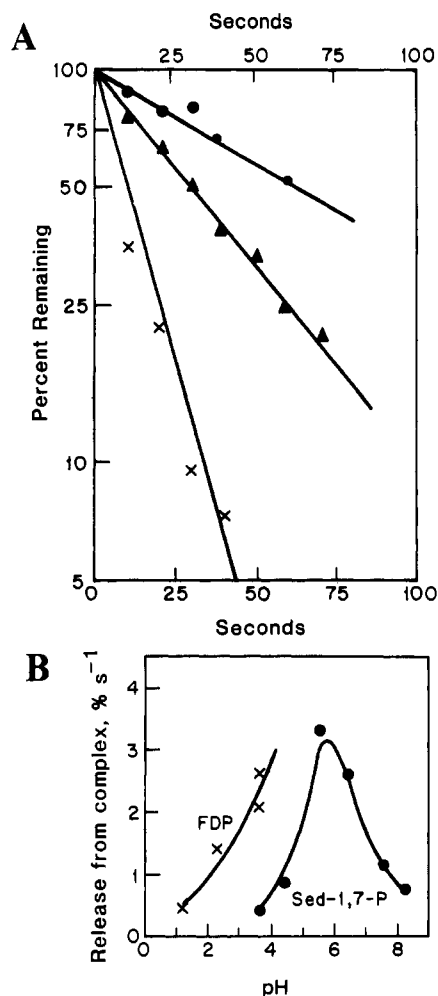 A
Seconds
0 25 50 75 100
100
75
50
25
10
5
Percent Remaining
0 25 50 75 100
Seconds
B
Release from complex, % s⁻¹
4
3
2
1
0
FDP
Sed-1,7-P
0 2 4 6 8
pH